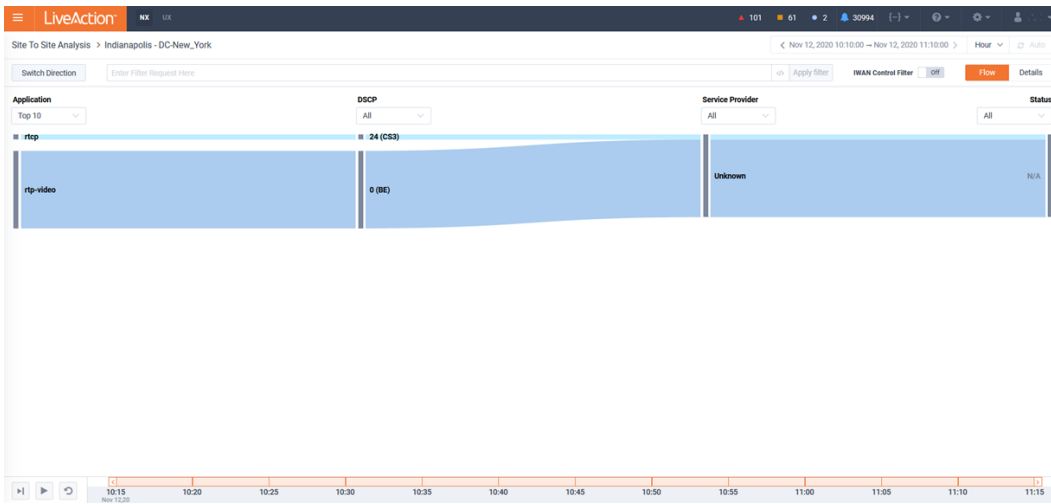 LiveAction NX UX 101 61 2 30994
Site To Site Analysis > Indianapolis - DC-New_York Nov 12, 2020 10:10:00 → Nov 12, 2020 11:10:00 Hour Auto
Switch Direction Enter Filter Request Here </> Apply filter IWAN Control Filter Off Flow Details
Application DSCP Service Provider Status
Top 10 All All All
rtcp 24 (CS3)
rtp-video 0 (BE) Unknown N/A
10:15 10:20 10:25 10:30 10:35 10:40 10:45 10:50 10:55 11:00 11:05 11:10 11:15
Nov 12,20